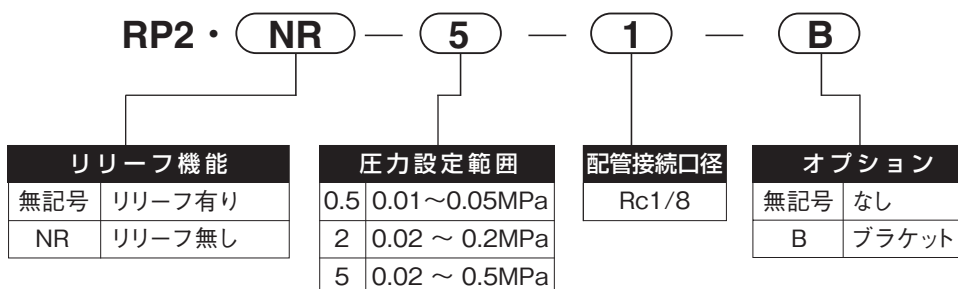 RP2・NR — 5 — 1 — B
リリーフ機能
無記号 リリーフ有り
NR リリーフ無し
圧力設定範囲
0.5 0.01～0.05MPa
2 0.02 ～ 0.2MPa
5 0.02 ～ 0.5MPa
配管接続口径
Rc1/8
オプション
無記号 なし
B ブラケット